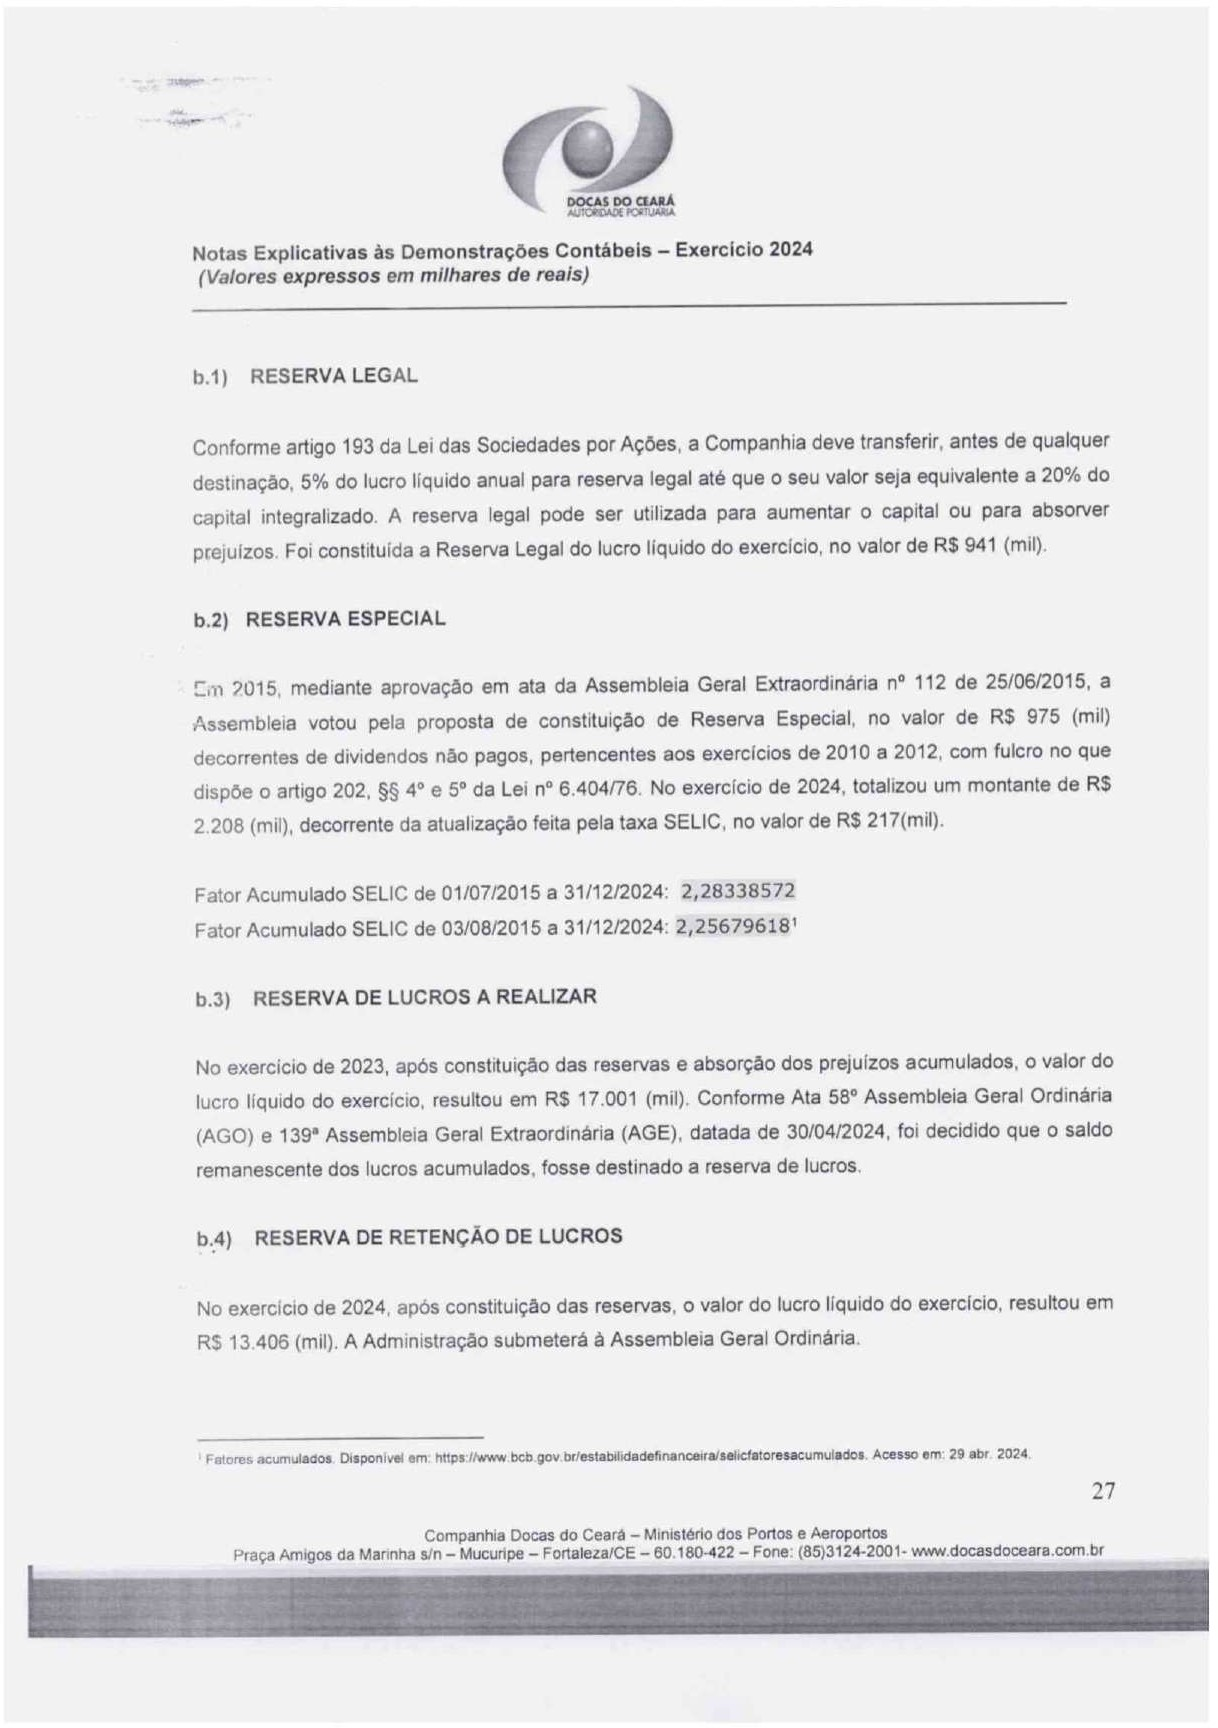 DOCAS DO CEARÁ
AUTORIDADE PORTUÁRIA
Notas Explicativas às Demonstrações Contábeis – Exercício 2024
(Valores expressos em milhares de reais)
b.1) RESERVA LEGAL
Conforme artigo 193 da Lei das Sociedades por Ações, a Companhia deve transferir, antes de qualquer
destinação, 5% do lucro líquido anual para reserva legal até que o seu valor seja equivalente a 20% do
capital integralizado. A reserva legal pode ser utilizada para aumentar o capital ou para absorver
prejuízos. Foi constituída a Reserva Legal do lucro líquido do exercício, no valor de R$ 941 (mil).
b.2) RESERVA ESPECIAL
Em 2015, mediante aprovação em ata da Assembleia Geral Extraordinária nº 112 de 25/06/2015, a
Assembleia votou pela proposta de constituição de Reserva Especial, no valor de R$ 975 (mil)
decorrentes de dividendos não pagos, pertencentes aos exercícios de 2010 a 2012, com fulcro no que
dispõe o artigo 202, §§ 4º e 5º da Lei nº 6.404/76. No exercício de 2024, totalizou um montante de R$
2.208 (mil), decorrente da atualização feita pela taxa SELIC, no valor de R$ 217(mil).
Fator Acumulado SELIC de 01/07/2015 a 31/12/2024: 2,28338572
Fator Acumulado SELIC de 03/08/2015 a 31/12/2024: 2,25679618¹
b.3) RESERVA DE LUCROS A REALIZAR
No exercício de 2023, após constituição das reservas e absorção dos prejuízos acumulados, o valor do
lucro líquido do exercício, resultou em R$ 17.001 (mil). Conforme Ata 58º Assembleia Geral Ordinária
(AGO) e 139ª Assembleia Geral Extraordinária (AGE), datada de 30/04/2024, foi decidido que o saldo
remanescente dos lucros acumulados, fosse destinado a reserva de lucros.
b.4) RESERVA DE RETENÇÃO DE LUCROS
No exercício de 2024, após constituição das reservas, o valor do lucro líquido do exercício, resultou em
R$ 13.406 (mil). A Administração submeterá à Assembleia Geral Ordinária.
¹ Fatores acumulados. Disponível em: https://www.bcb.gov.br/estabilidadefinanceira/selicfatoresacumulados. Acesso em: 29 abr. 2024.
27
Companhia Docas do Ceará – Ministério dos Portos e Aeroportos
Praça Amigos da Marinha s/n – Mucuripe – Fortaleza/CE – 60.180-422 – Fone: (85)3124-2001- www.docasdoceara.com.br